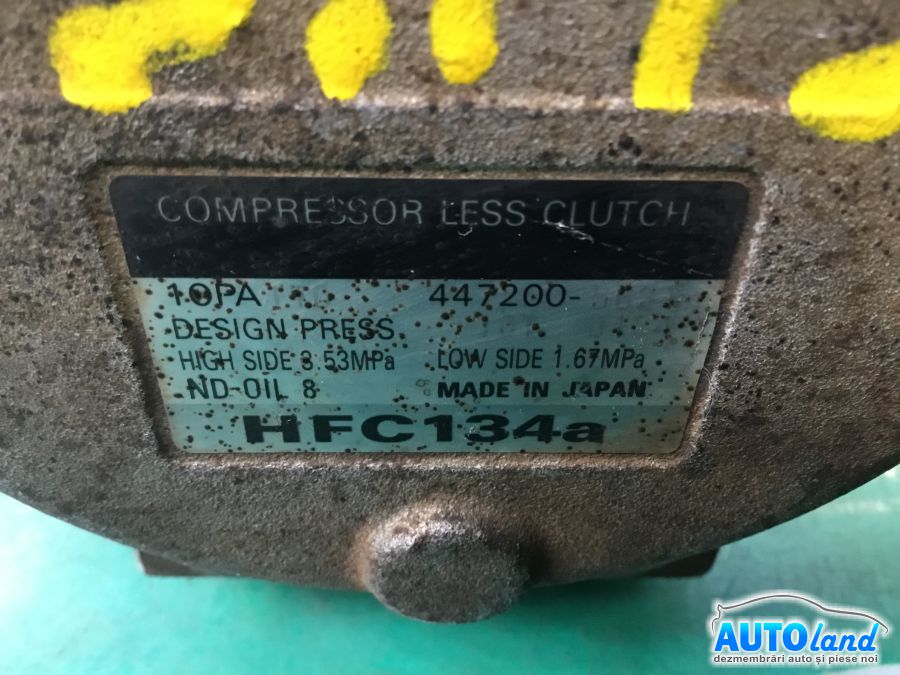 COMPRESSOR LESS CLUTCH
10PA 447200-
DESIGN PRESS
HIGH SIDE 3.53MPa LOW SIDE 1.67MPa
ND-OIL 8 MADE IN JAPAN
HFC134a
AUTOland
dezmembrări auto și piese noi